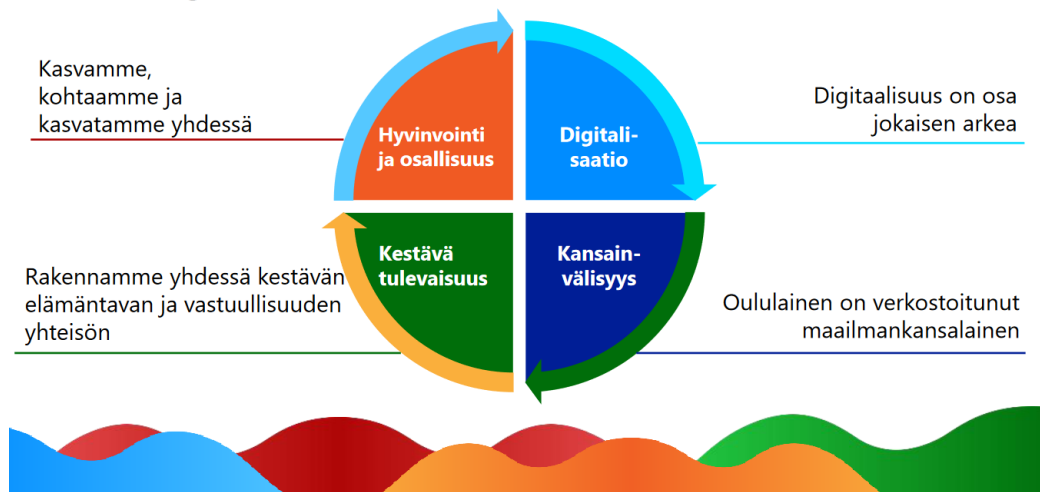 Kasvamme,
kohtaamme ja
kasvatamme yhdessä
Hyvinvointi
ja osallisuus
Digitali-
saatio
Digitaalisuus on osa
jokaisen arkea
Rakennamme yhdessä kestävän
elämäntavan ja vastuullisuuden
yhteisön
Kestävä
tulevaisuus
Kansain-
välisyys
Oululainen on verkostoitunut
maailmankansalainen